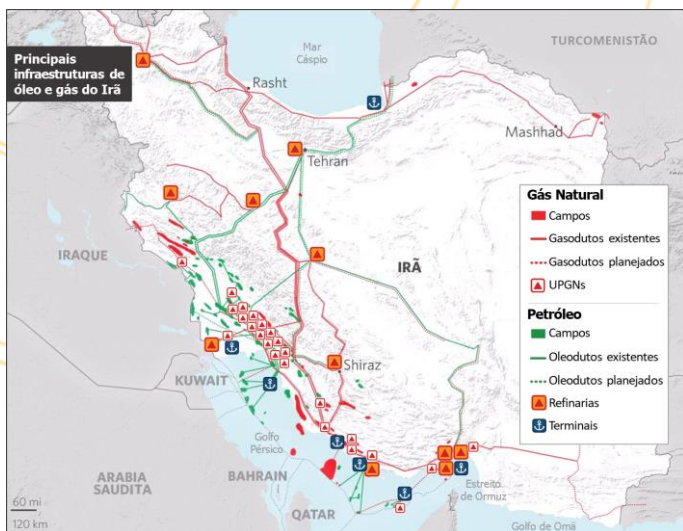 Principais
infraestruturas de
óleo e gás do Irã
Mar
Cáspio
TURCOMENISTÃO
Rasht
Mashhad
Tehran
IRAQUE
IRÃ
Shiraz
KUWAIT
Golfo
Pérsico
ARABIA
SAUDITA
BAHRAIN
QATAR
Estreito
de Ormuz
Golfo de Omã
60 mi
120 km
Gás Natural
Campos
Gasodutos existentes
Gasodutos planejados
UPGNs
Petróleo
Campos
Oleodutos existentes
Oleodutos planejados
Refinarias
Terminais